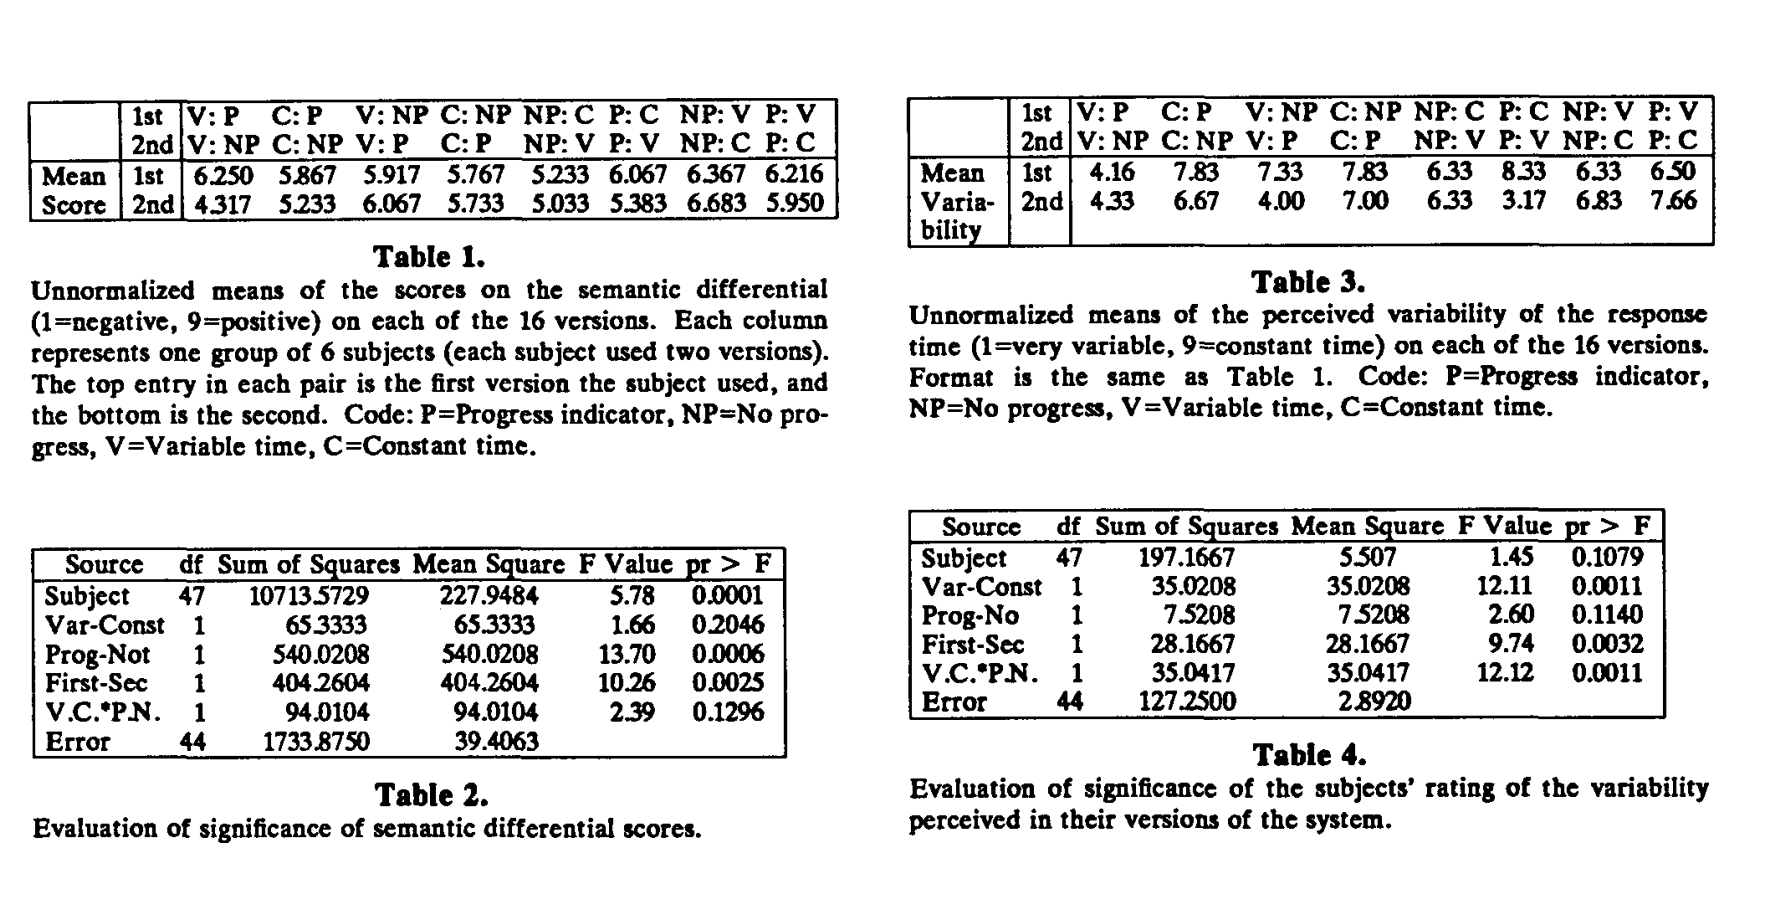 1st V: P C: P V: NP C: NP NP: C P: C NP: V P: V
2nd V: NP C: NP V: P C: P NP: V P: V NP: C P: C
Mean 1st 6.250 5.867 5.917 5.767 5.233 6.067 6.367 6.216
Score 2nd 4.317 5.233 6.067 5.733 5.033 5.383 6.683 5.950
Table 1.
Unnormalized means of the scores on the semantic differential
(1=negative, 9=positive) on each of the 16 versions. Each column
represents one group of 6 subjects (each subject used two versions).
The top entry in each pair is the first version the subject used, and
the bottom is the second. Code: P=Progress indicator, NP=No pro-
gress, V=Variable time, C=Constant time.
Source df Sum of Squares Mean Square F Value pr > F
Subject 47 10713.5729 227.9484 5.78 0.0001
Var-Const 1 65.3333 65.3333 1.66 0.2046
Prog-Not 1 540.0208 540.0208 13.70 0.0006
First-Sec 1 404.2604 404.2604 10.26 0.0025
V.C.*P.N. 1 94.0104 94.0104 2.39 0.1296
Error 44 1733.8750 39.4063
Table 2.
Evaluation of significance of semantic differential scores.
1st V: P C: P V: NP C: NP NP: C P: C NP: V P: V
2nd V: NP C: NP V: P C: P NP: V P: V NP: C P: C
Mean 1st 4.16 7.83 7.33 7.83 6.33 8.33 6.33 6.50
Varia- 2nd 4.33 6.67 4.00 7.00 6.33 3.17 6.83 7.66
bility
Table 3.
Unnormalized means of the perceived variability of the response
time (1=very variable, 9=constant time) on each of the 16 versions.
Format is the same as Table 1. Code: P=Progress indicator,
NP=No progress, V=Variable time, C=Constant time.
Source df Sum of Squares Mean Square F Value pr > F
Subject 47 197.1667 5.507 1.45 0.1079
Var-Const 1 35.0208 35.0208 12.11 0.0011
Prog-No 1 7.5208 7.5208 2.60 0.1140
First-Sec 1 28.1667 28.1667 9.74 0.0032
V.C.*P.N. 1 35.0417 35.0417 12.12 0.0011
Error 44 127.2500 2.8920
Table 4.
Evaluation of significance of the subjects' rating of the variability
perceived in their versions of the system.